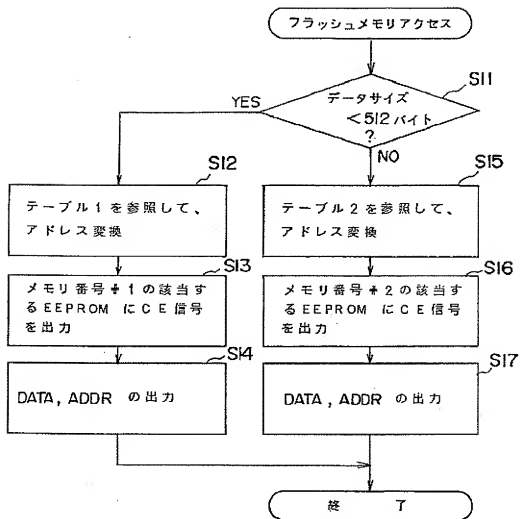 フラッシュメモリアクセス
S11
データサイズ
<512バイト
?
YES
NO
S12
テーブル1を参照して、
アドレス変換
S13
メモリ番号#1の該当す
るEEPROMにCE信号
を出力
S14
DATA, ADDR の出力
S15
テーブル2を参照して、
アドレス変換
S16
メモリ番号#2の該当す
るEEPROMにCE信号
を出力
S17
DATA, ADDR の出力
終 了